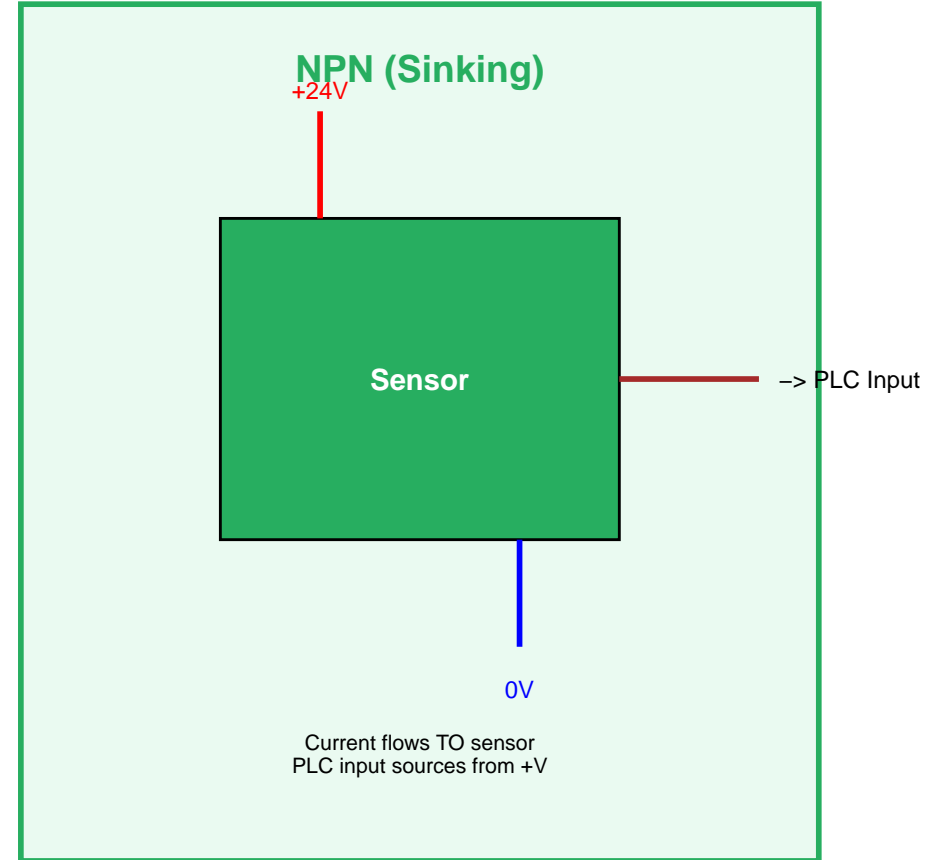 NPN (Sinking)
+24V
Sensor
−> PLC Input
0V
Current flows TO sensor
PLC input sources from +V